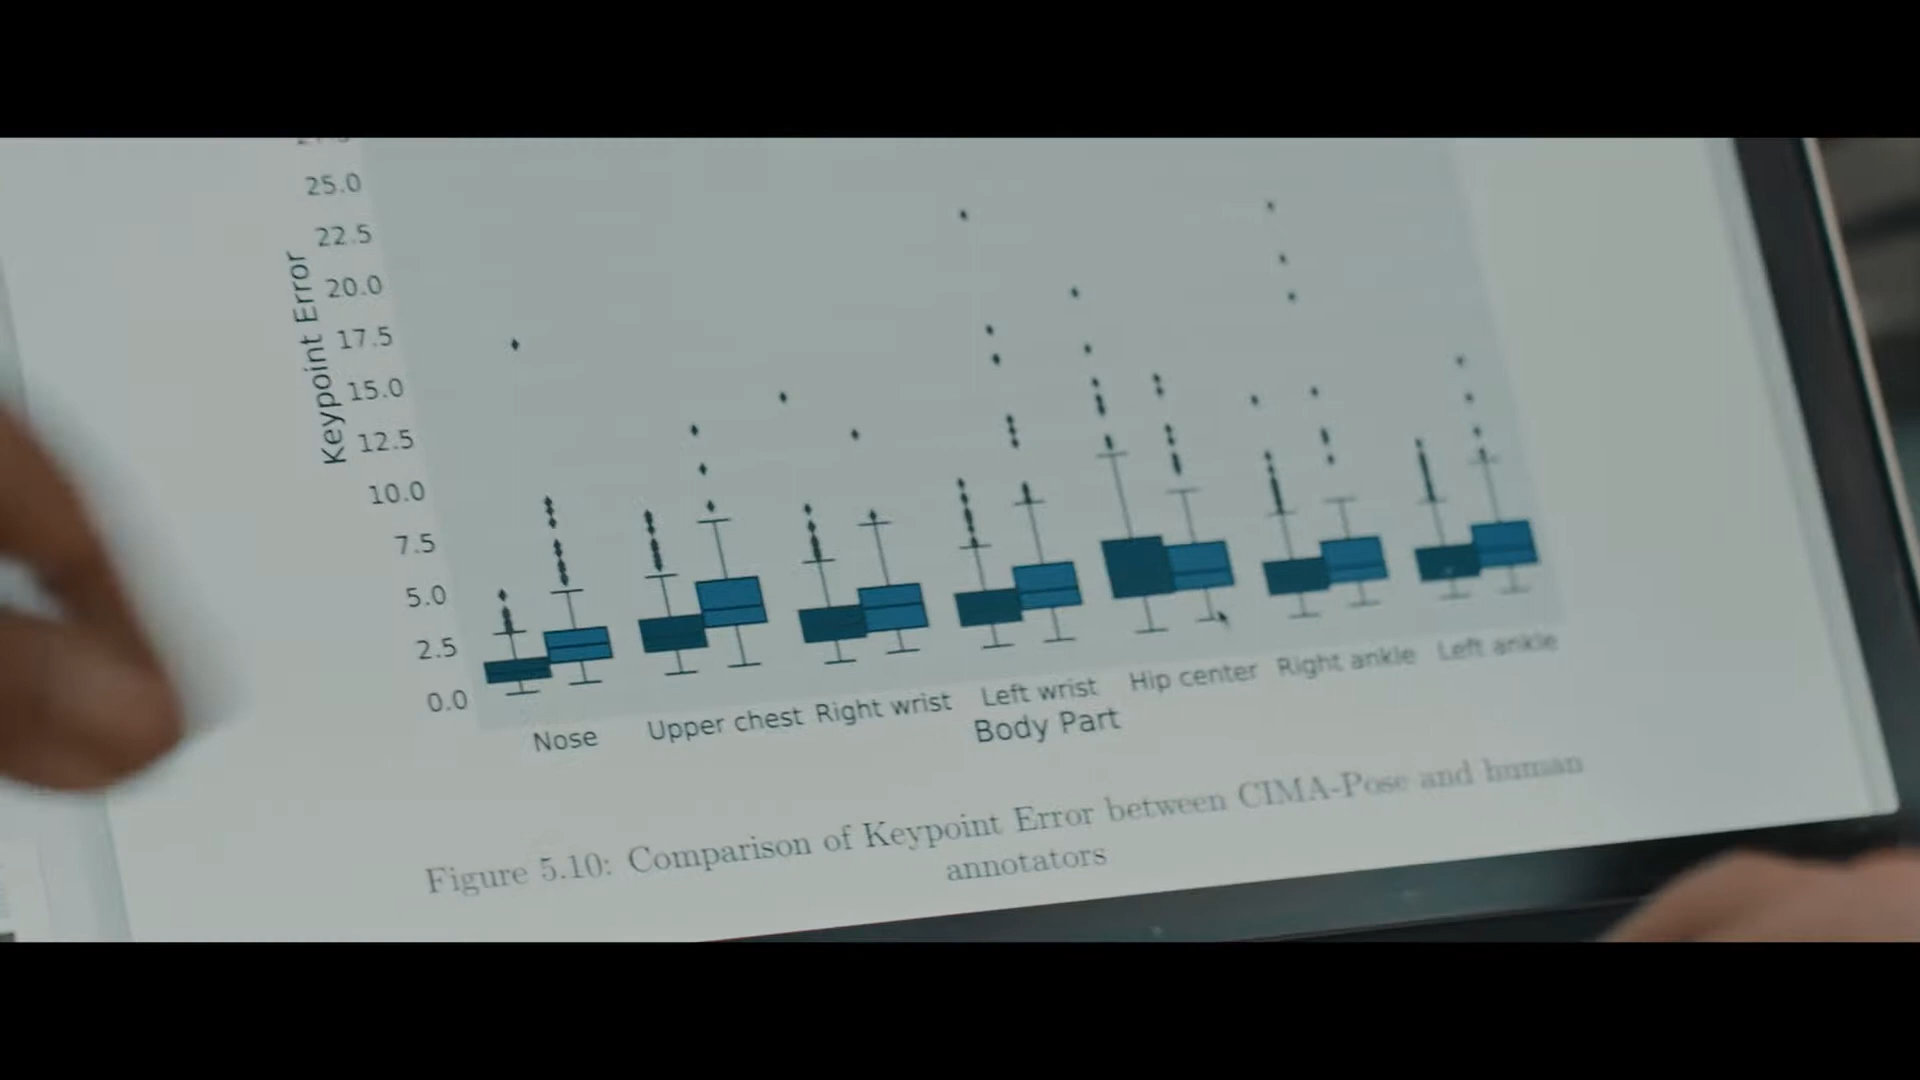 25.0
22.5
20.0
17.5
15.0
12.5
10.0
7.5
5.0
2.5
0.0
Keypoint Error
Nose Upper chest Right wrist Left wrist Hip center Right ankle Left ankle
Body Part
Figure 5.10: Comparison of Keypoint Error between CIMA-Pose and human
annotators